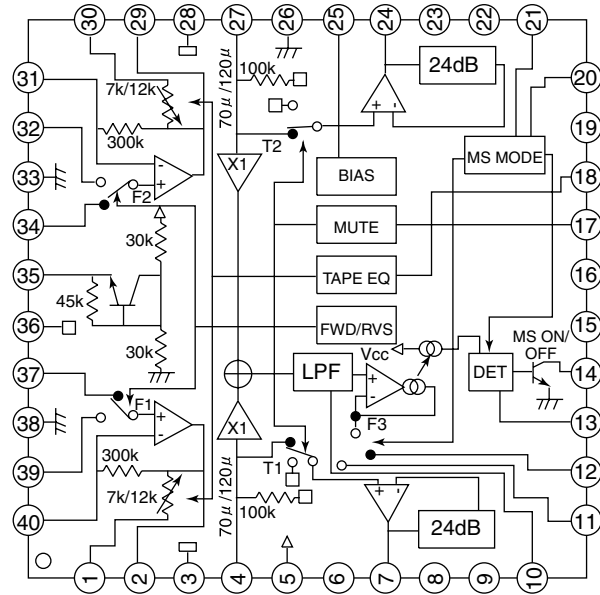 30 29 28 27 26 25 24 23 22 21
31
32
33
34
35
36
37
38
39
40
20
19
18
17
16
15
14
13
12
11
1 2 3 4 5 6 7 8 9 10
7k/12k
300k
- +
F2
30k
45k
30k
F1
+ -
300k
7k/12k
70μ/120μ
100k
T2
X1
X1
T1
70μ/120μ
100k
+ -
24dB
MS MODE
BIAS
MUTE
TAPE EQ
FWD/RVS
Vcc
LPF
+ -
F3
DET
MS ON/
OFF
+ -
24dB